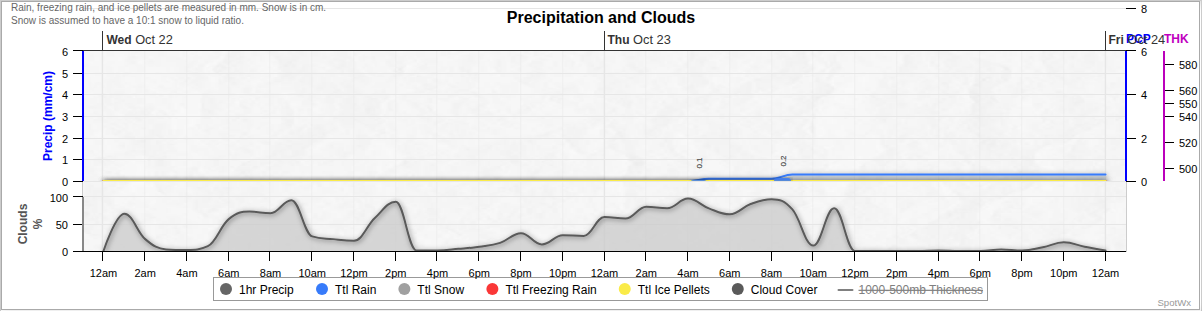 Rain, freezing rain, and ice pellets are measured in mm. Snow is in cm.
Snow is assumed to have a 10:1 snow to liquid ratio.
Precipitation and Clouds
8
Wed Oct 22
Thu Oct 23
Fri Oct 24
PCP
THK
Precip (mm/cm)
6
5
4
3
2
1
0
6
4
2
0
580
560
550
540
520
500
0.1
0.2
Clouds
%
100
50
0
12am 2am 4am 6am 8am 10am 12pm 2pm 4pm 6pm 8pm 10pm 12am 2am 4am 6am 8am 10am 12pm 2pm 4pm 6pm 8pm 10pm 12am
1hr Precip Ttl Rain Ttl Snow Ttl Freezing Rain Ttl Ice Pellets Cloud Cover 1000-500mb Thickness
SpotWx